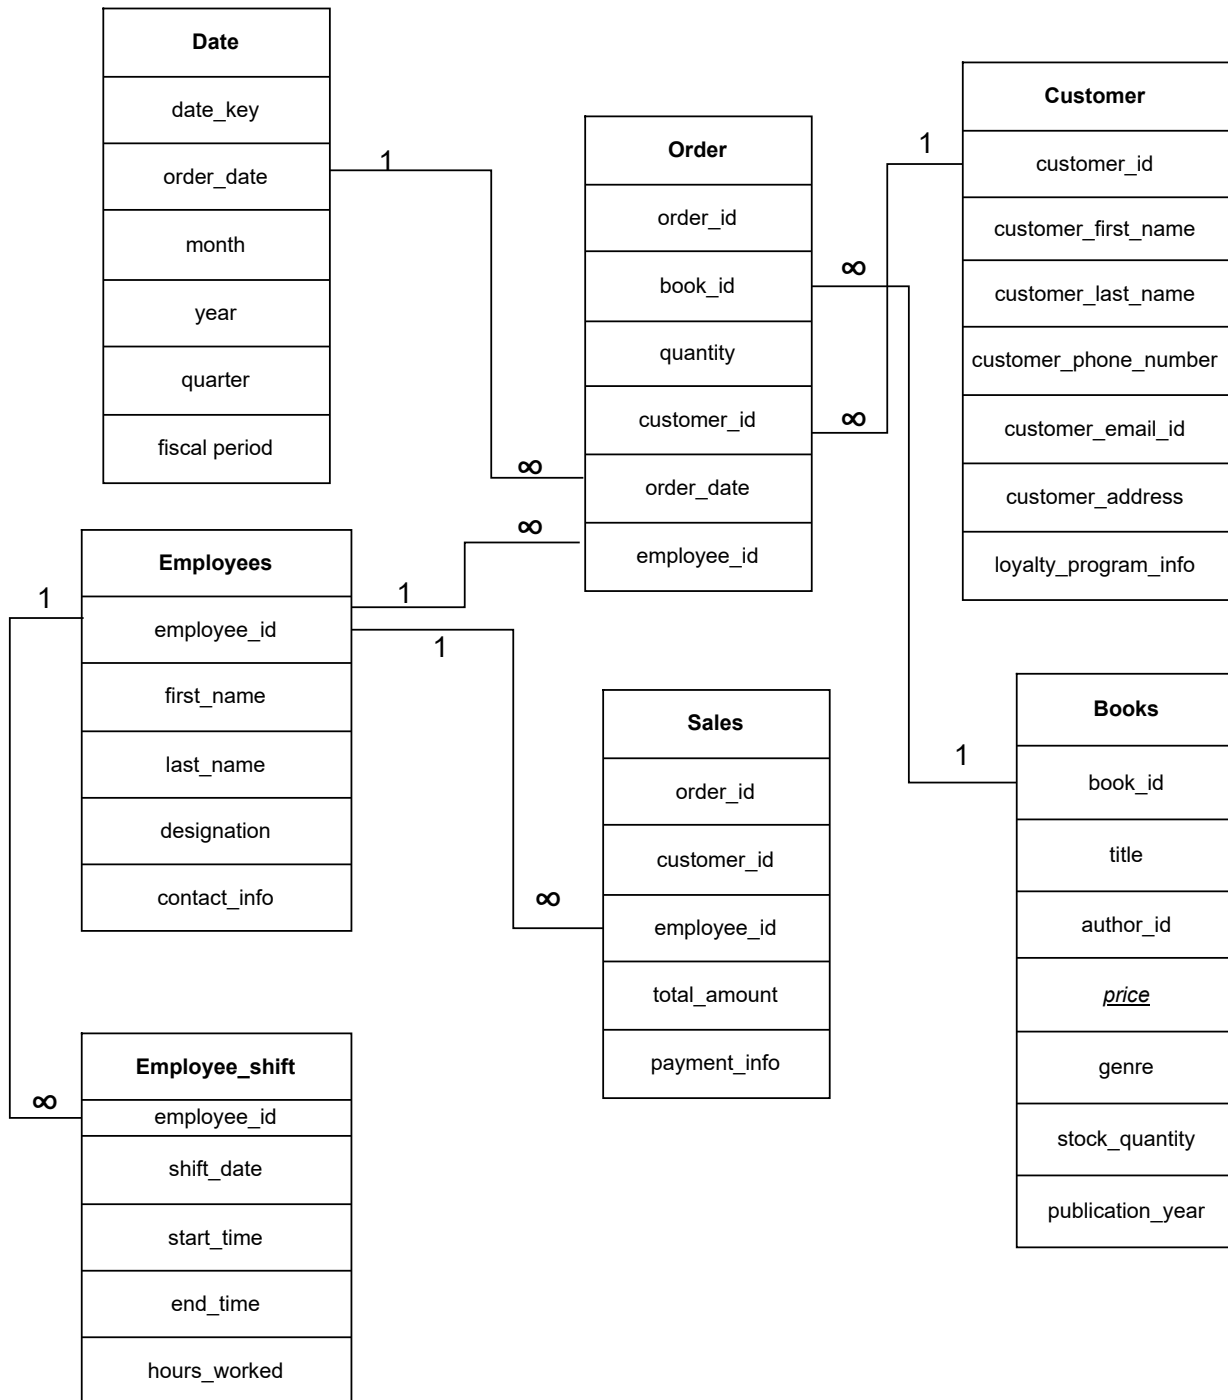 Date
date_key
order_date
month
year
quarter
fiscal period
1
∞
Order
order_id
book_id
quantity
customer_id
order_date
employee_id
∞
∞
∞
1
Customer
customer_id
customer_first_name
customer_last_name
customer_phone_number
customer_email_id
customer_address
loyalty_program_info
Employees
employee_id
first_name
last_name
designation
contact_info
1
1
1
∞
Sales
order_id
customer_id
employee_id
total_amount
payment_info
1
Books
book_id
title
author_id
price
genre
stock_quantity
publication_year
∞
Employee_shift
employee_id
shift_date
start_time
end_time
hours_worked